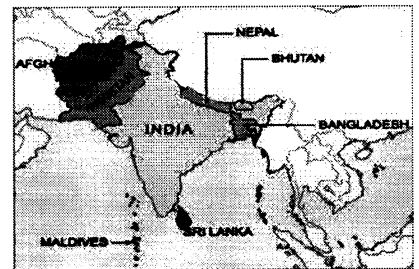 NEPAL
BHUTAN
AFGH
BANGLADESH
INDIA
SRI LANKA
MALDIVES